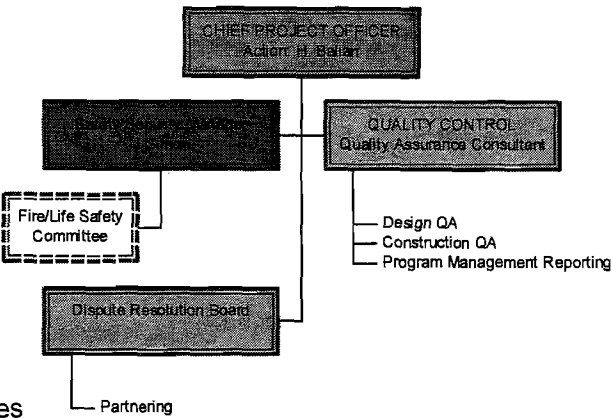 CHIEF PROJECT OFFICER
Action: H. Ballan
QUALITY CONTROL
Quality Assurance Consultant
Fire/Life Safety
Committee
Design QA
Construction QA
Program Management Reporting
Dispute Resolution Board
Partnering
es